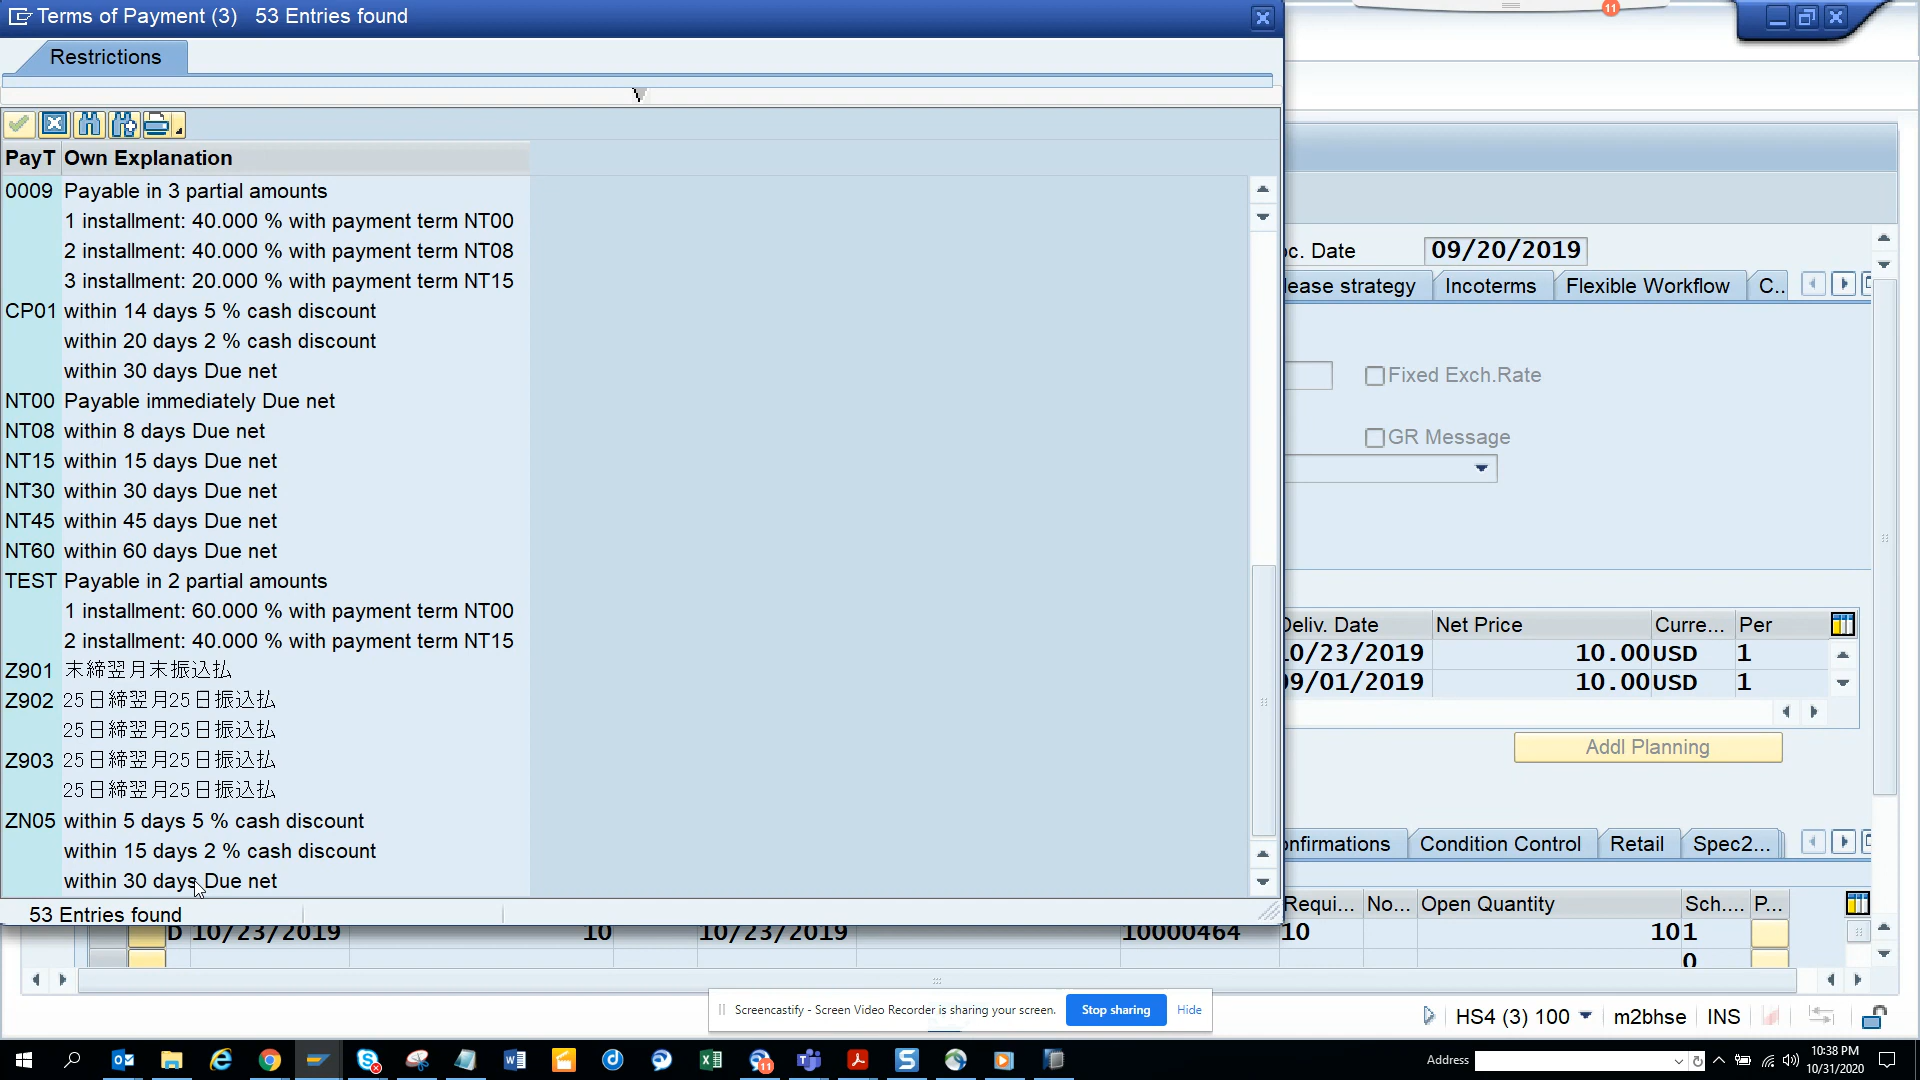 Terms of Payment (3) 53 Entries found
11
Restrictions
PayT Own Explanation
0009 Payable in 3 partial amounts
1 installment: 40.000 % with payment term NT00
2 installment: 40.000 % with payment term NT08
3 installment: 20.000 % with payment term NT15
CP01 within 14 days 5 % cash discount
within 20 days 2 % cash discount
within 30 days Due net
NT00 Payable immediately Due net
NT08 within 8 days Due net
NT15 within 15 days Due net
NT30 within 30 days Due net
NT45 within 45 days Due net
NT60 within 60 days Due net
TEST Payable in 2 partial amounts
1 installment: 60.000 % with payment term NT00
2 installment: 40.000 % with payment term NT15
Z901 末締翌月末振込払
Z902 25日締翌月25日振込払
25日締翌月25日振込払
Z903 25日締翌月25日振込払
25日締翌月25日振込払
ZN05 within 5 days 5 % cash discount
within 15 days 2 % cash discount
within 30 days Due net
53 Entries found
oc. Date 09/20/2019
lease strategy Incoterms Flexible Workflow C..
Fixed Exch.Rate
GR Message
Deliv. Date Net Price Curre... Per
10/23/2019 10.00 USD 1
09/01/2019 10.00 USD 1
Addl Planning
nfirmations Condition Control Retail Spec2...
Requi... No... Open Quantity Sch.... P...
D 10/23/2019 10 10/23/2019 10000464 10 10 1
0
Screencastify - Screen Video Recorder is sharing your screen. Stop sharing Hide
HS4 (3) 100 m2bhse INS
11
Address
10:38 PM
10/31/2020